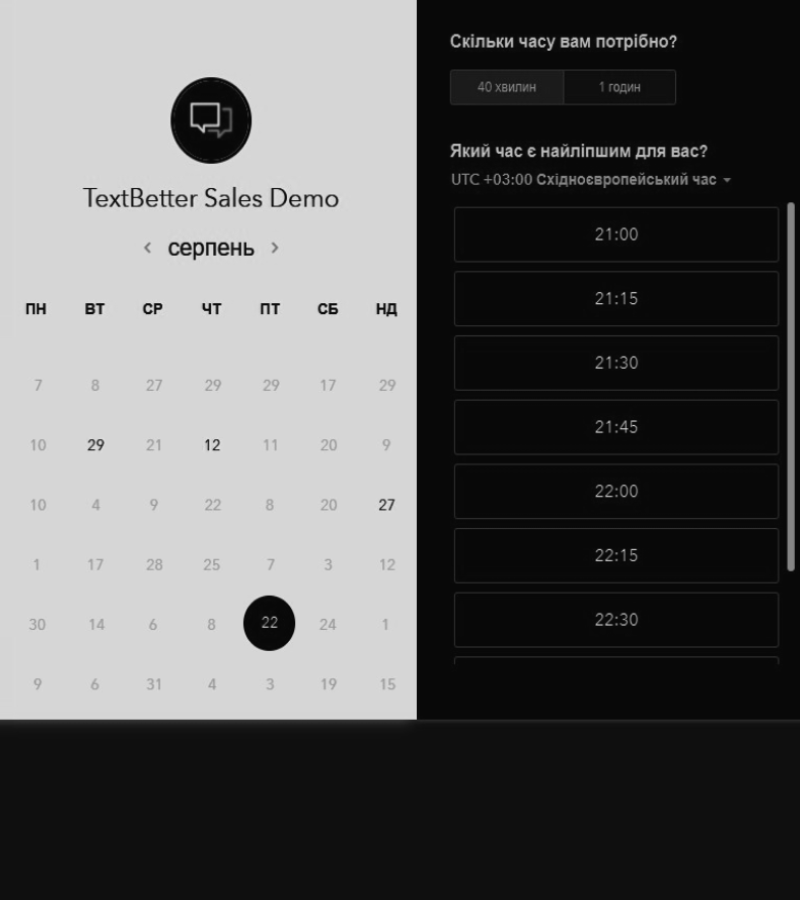 TextBetter Sales Demo
< серпень >
ПН ВТ СР ЧТ ПТ СБ НД
7 8 27 29 29 17 29
10 29 21 12 11 20 9
10 4 9 22 8 20 27
1 17 28 25 7 3 12
30 14 6 8 22 24 1
9 6 31 4 3 19 15
Скільки часу вам потрібно?
40 хвилин 1 годин
Який час є найліпшим для вас?
UTC +03:00 Східноєвропейський час
21:00
21:15
21:30
21:45
22:00
22:15
22:30